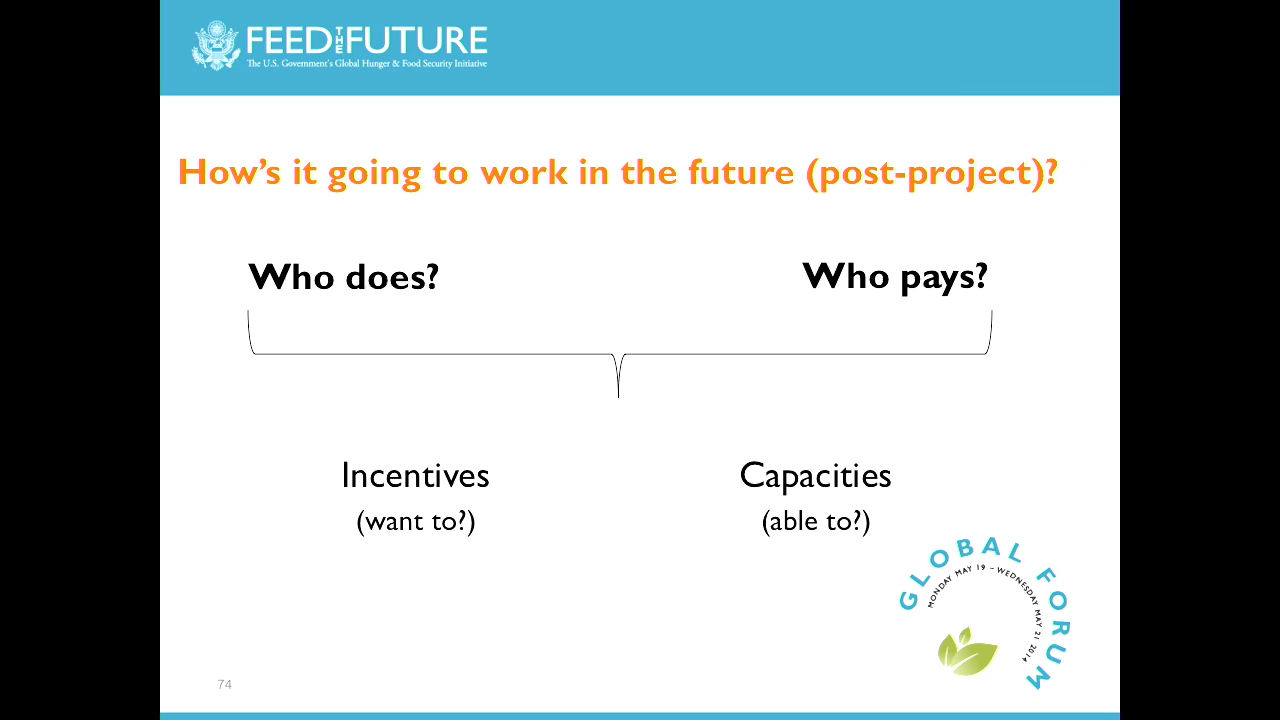 FEED THE FUTURE
The U.S. Government's Global Hunger & Food Security Initiative
How's it going to work in the future (post-project)?
Who does?
Who pays?
Incentives
(want to?)
Capacities
(able to?)
GLOBAL FORUM
MONDAY MAY 19 – WEDNESDAY MAY 21 2014
74